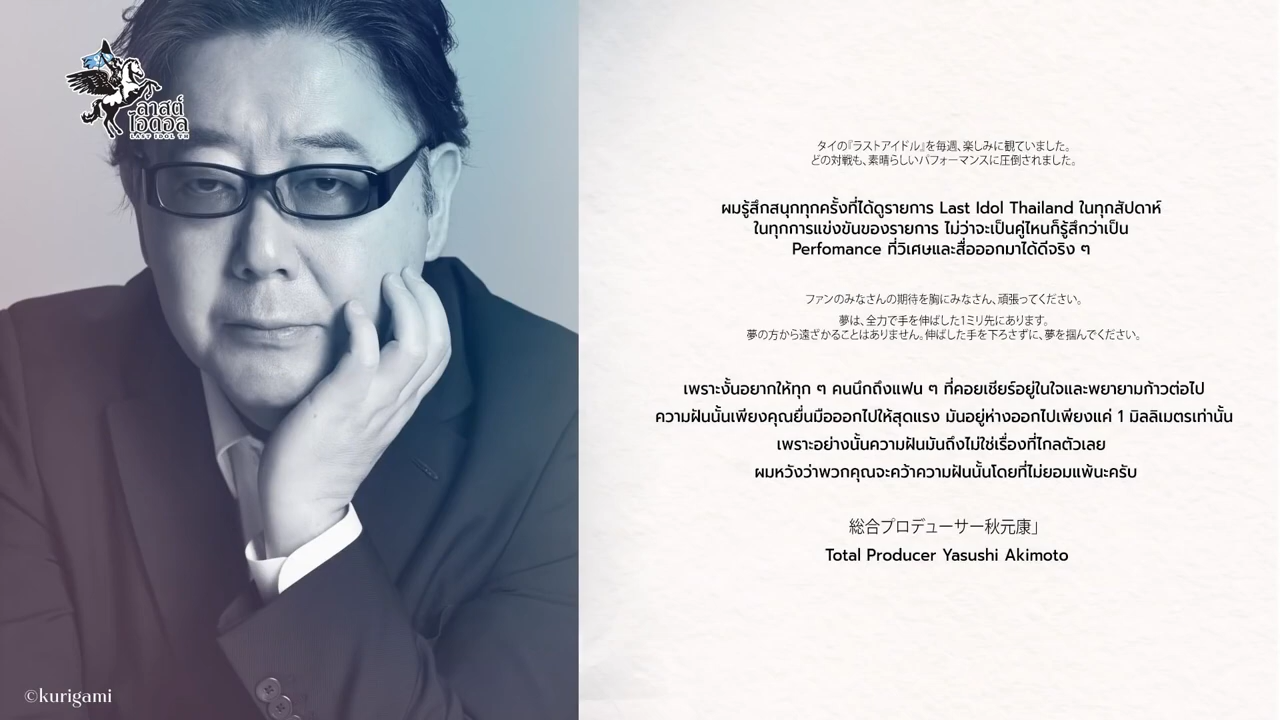 ลาสต์
ไอดอล
LAST IDOL TH
タイの『ラストアイドル』を毎週、楽しみに観ていました。
どの対戦も、素晴らしいパフォーマンスに圧倒されました。
ผมรู้สึกสนุกทุกครั้งที่ได้ดูรายการ Last Idol Thailand ในทุกสัปดาห์
ในทุกการแข่งขันของรายการ ไม่ว่าจะเป็นคู่ไหนก็รู้สึกว่าเป็น
Perfomance ที่วิเศษและสื่อออกมาได้ดีจริง ๆ
ファンのみなさんの期待を胸にみなさん、頑張ってください。
夢は、全力で手を伸ばした1ミリ先にあります。
夢の方から遠ざかることはありません。伸ばした手を下ろさずに、夢を掴んでください。
เพราะงั้นอยากให้ทุก ๆ คนนึกถึงแฟน ๆ ที่คอยเชียร์อยู่ในใจและพยายามก้าวต่อไป
ความฝันนั้นเพียงคุณยื่นมือออกไปให้สุดแรง มันอยู่ห่างออกไปเพียงแค่ 1 มิลลิเมตรเท่านั้น
เพราะอย่างนั้นความฝันมันถึงไม่ใช่เรื่องที่ไกลตัวเลย
ผมหวังว่าพวกคุณจะคว้าความฝันนั้นโดยที่ไม่ยอมแพ้นะครับ
総合プロデューサー秋元康」
Total Producer Yasushi Akimoto
©kurigami